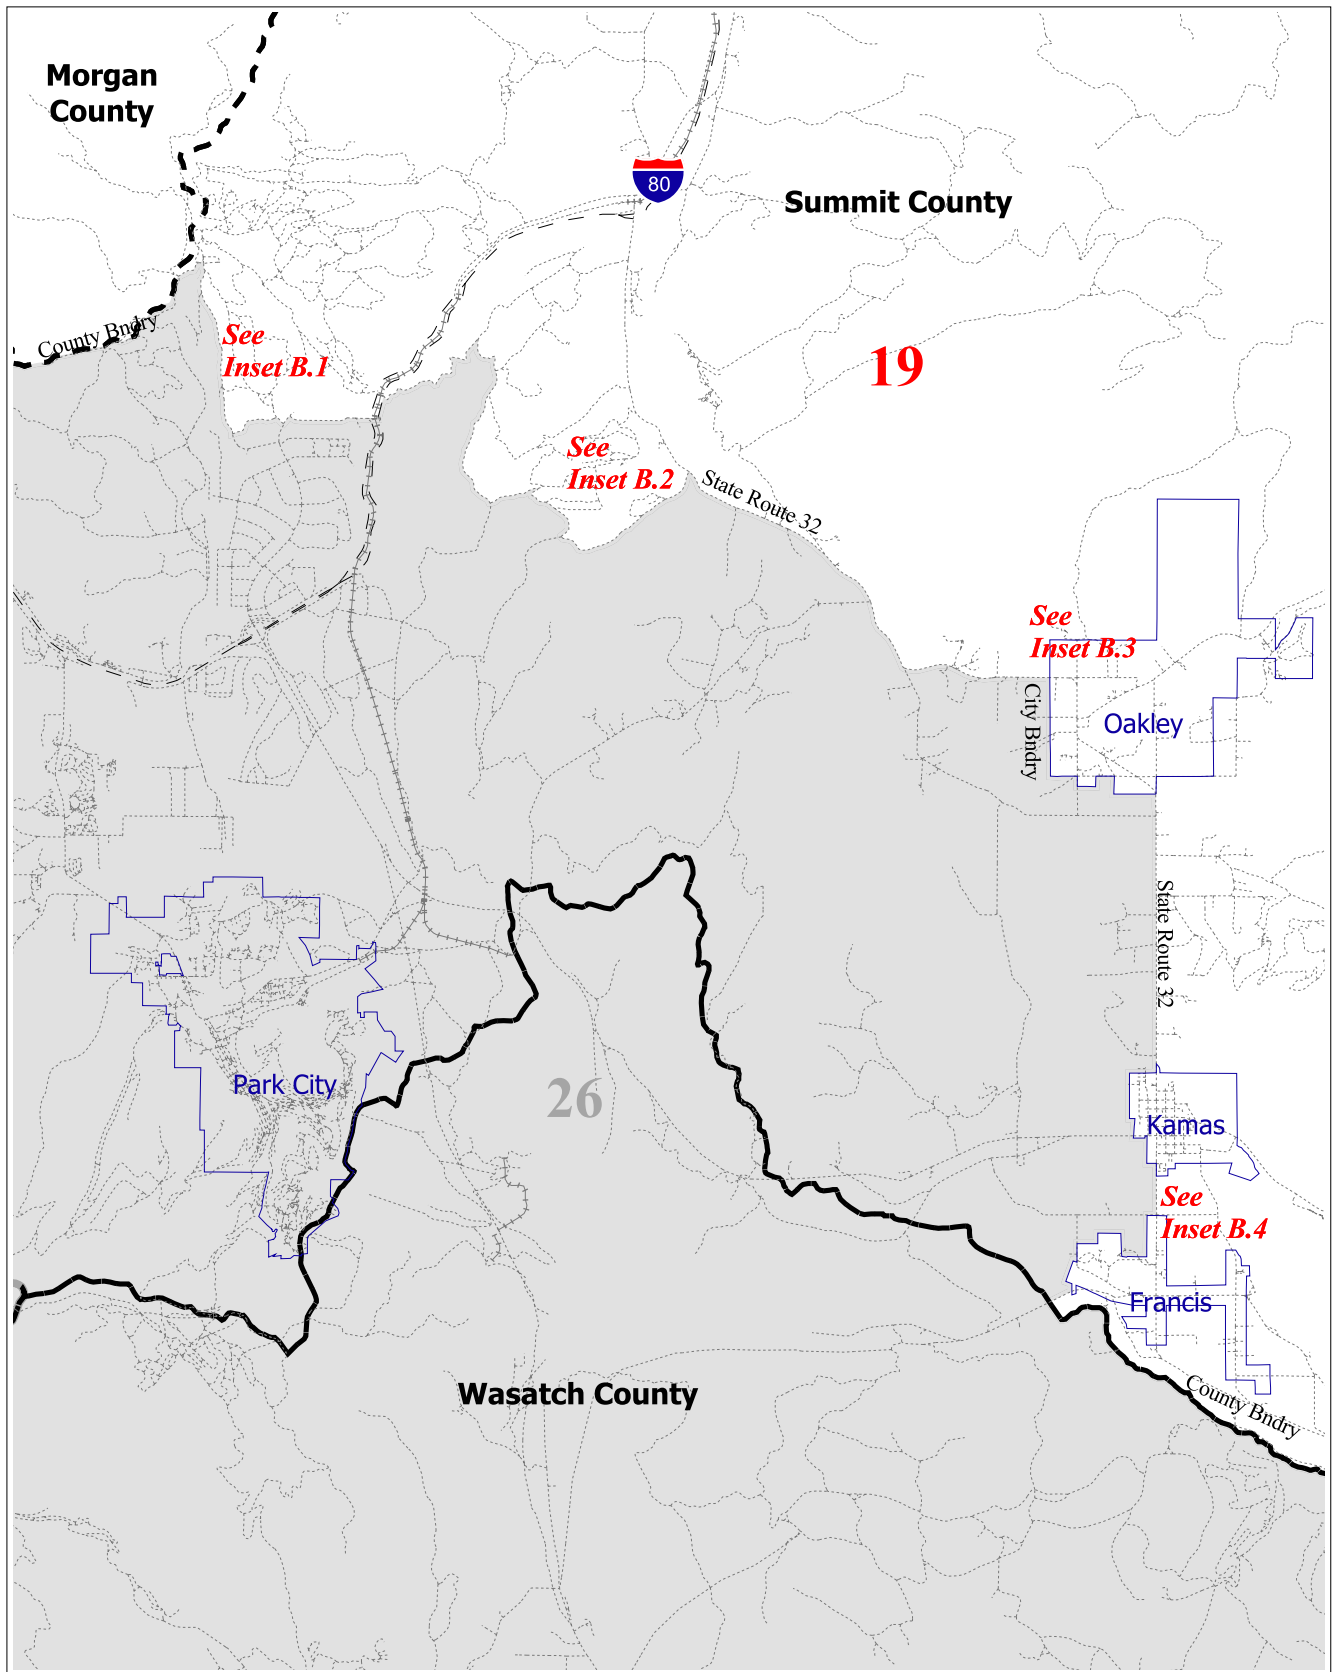 Morgan
County
80
Summit County
County Bndry
See
Inset B.1
19
See
Inset B.2
State Route 32
See
Inset B.3
City Bndry
Oakley
State Route 32
Park City
26
Kamas
See
Inset B.4
Francis
Wasatch County
County Bndry